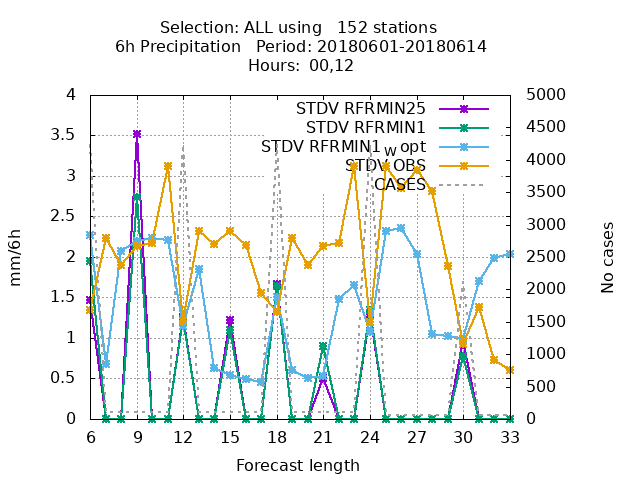 Selection: ALL using   152 stations
6h Precipitation   Period: 20180601-20180614
Hours:  00,12
4
3.5
3
2.5
2
1.5
1
0.5
0
5000
4500
4000
3500
3000
2500
2000
1500
1000
500
0
STDV RFRMIN25
STDV RFRMIN1
STDV RFRMIN1w opt
STDV OBS
CASES
mm/6h
No cases
6 9 12 15 18 21 24 27 30 33
Forecast length